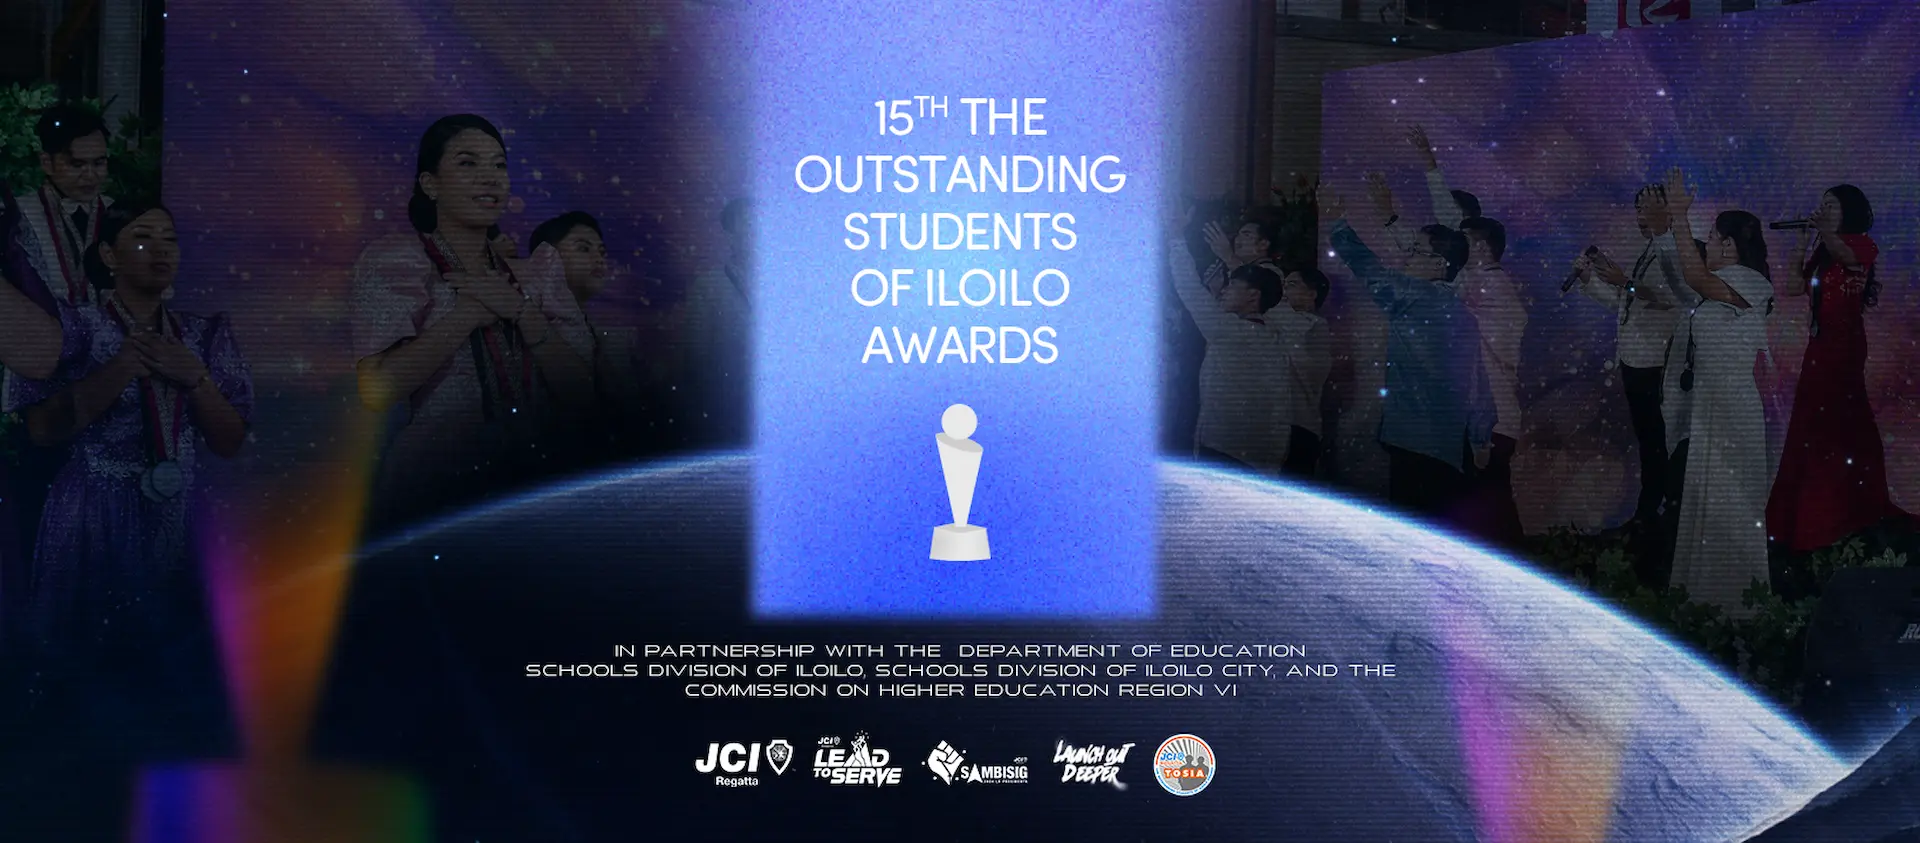 15TH THE
OUTSTANDING
STUDENTS
OF ILOILO
AWARDS
IN PARTNERSHIP WITH THE DEPARTMENT OF EDUCATION
SCHOOLS DIVISION OF ILOILO, SCHOOLS DIVISION OF ILOILO CITY, AND THE
COMMISSION ON HIGHER EDUCATION REGION VI
JCI
Regatta
JCI
LEAD
TO SERVE
SAMBISIG
LAUNCH OUT
DEEPER
JCI
TOSIA